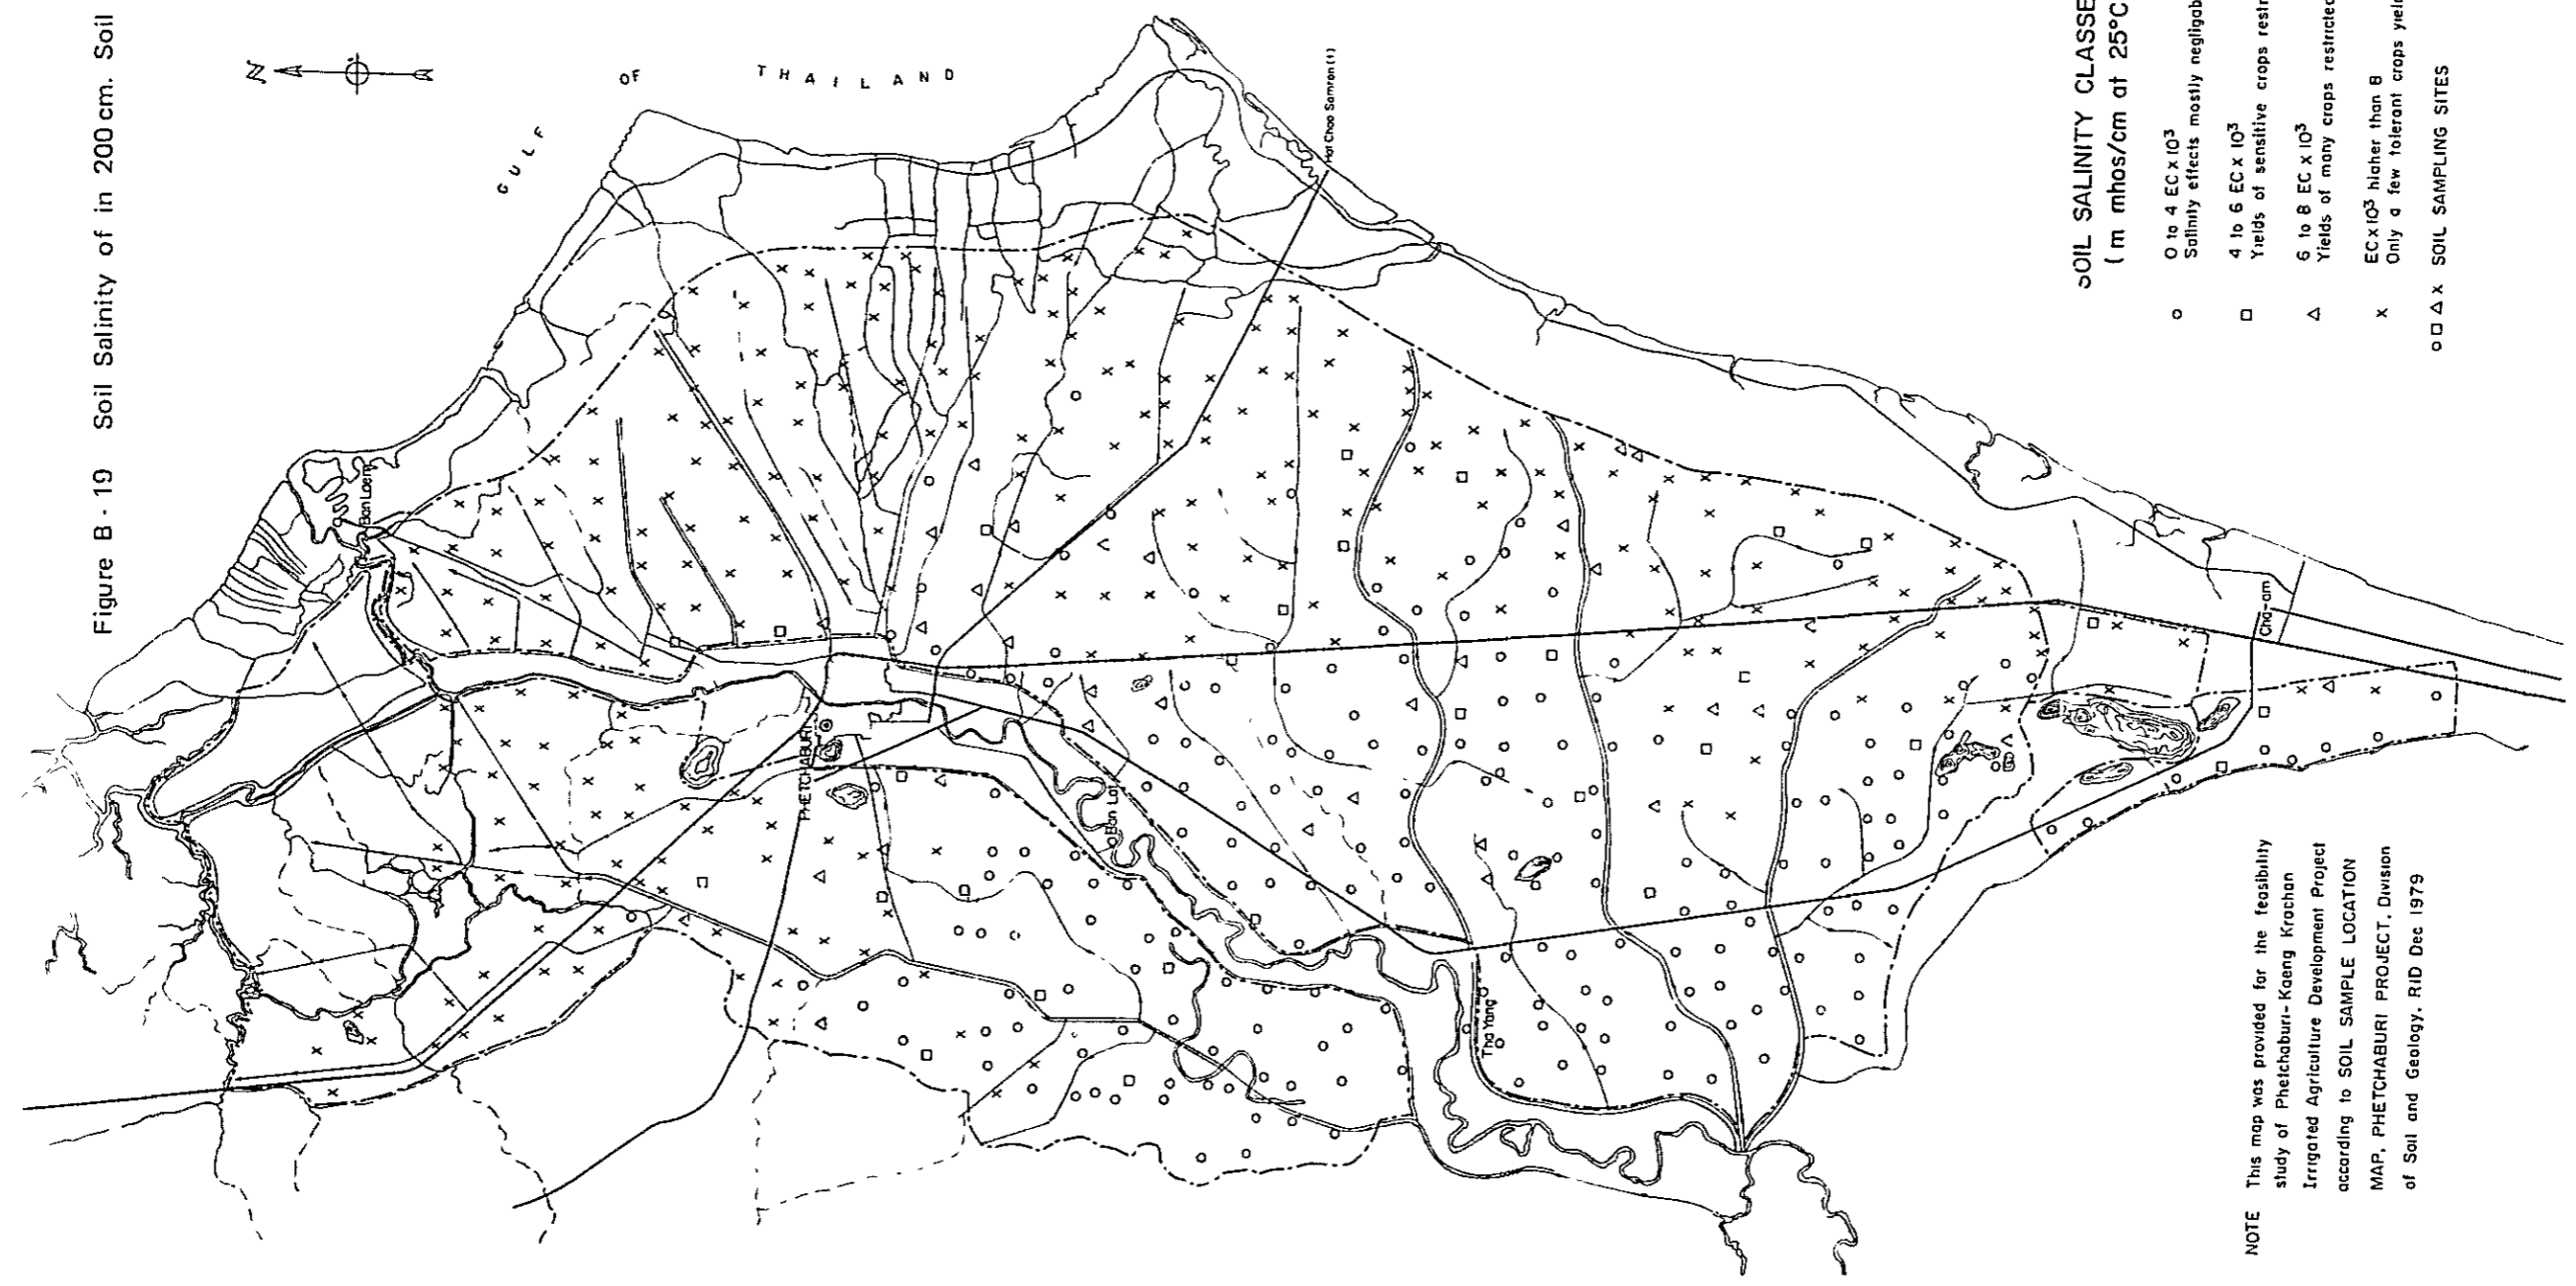 Figure B - 19 Soil Salinity of in 200 cm. Soil
N
GULF
OF
THAILAND
Ban Laem
Hat Chao Samran (1)
PHETCHABURI
Ban Lat
Tha Yang
Cha-am
SOIL SALINITY CLASSE
( m mhos/cm at 25°C
O 0 to 4 EC x 10³
Salinity effects mostly negligab
□ 4 to 6 EC x 10³
Yields of sensitive crops restr
△ 6 to 8 EC x 10³
Yields of many crops restricted
x EC x 10³ higher than 8
Only a few tolerant crops yiel
O □ △ x SOIL SAMPLING SITES
NOTE This map was provided for the feasibility
study of Phetchaburi-Kaeng Krachan
Irrigated Agriculture Development Project
according to SOIL SAMPLE LOCATION
MAP, PHETCHABURI PROJECT, Division
of Soil and Geology, RID Dec 1979